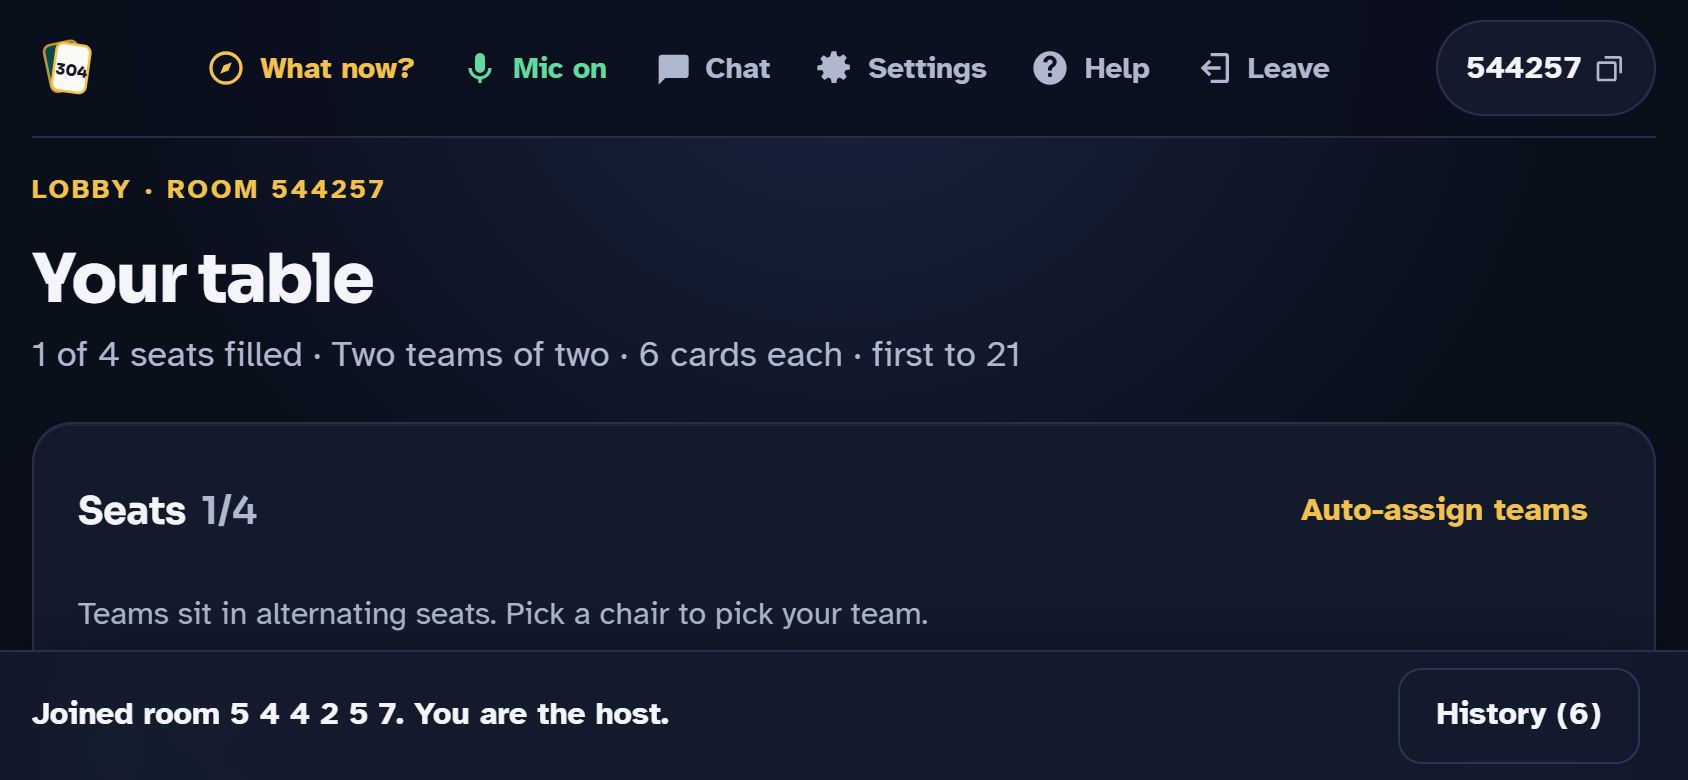 304
What now?
Mic on
Chat
Settings
Help
Leave
544257
LOBBY · ROOM 544257
Your table
1 of 4 seats filled · Two teams of two · 6 cards each · first to 21
Seats 1/4
Auto-assign teams
Teams sit in alternating seats. Pick a chair to pick your team.
Joined room 5 4 4 2 5 7. You are the host.
History (6)